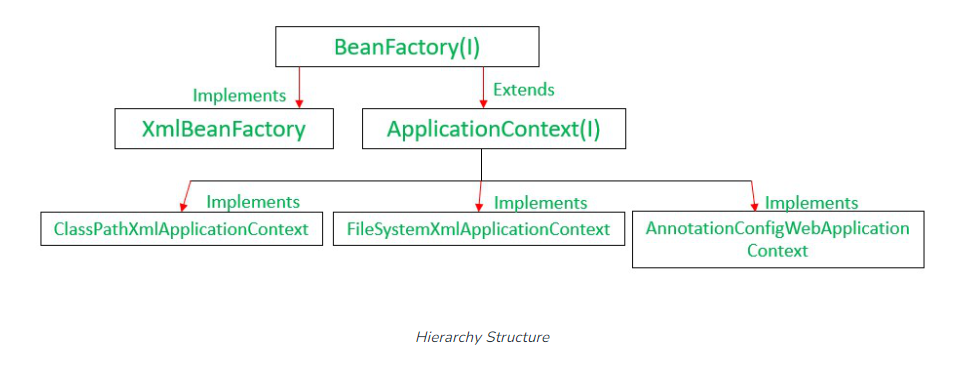 BeanFactory(I)
Implements
Extends
XmlBeanFactory
ApplicationContext(I)
Implements
Implements
Implements
ClassPathXmlApplicationContext
FileSystemXmlApplicationContext
AnnotationConfigWebApplication
Context
Hierarchy Structure